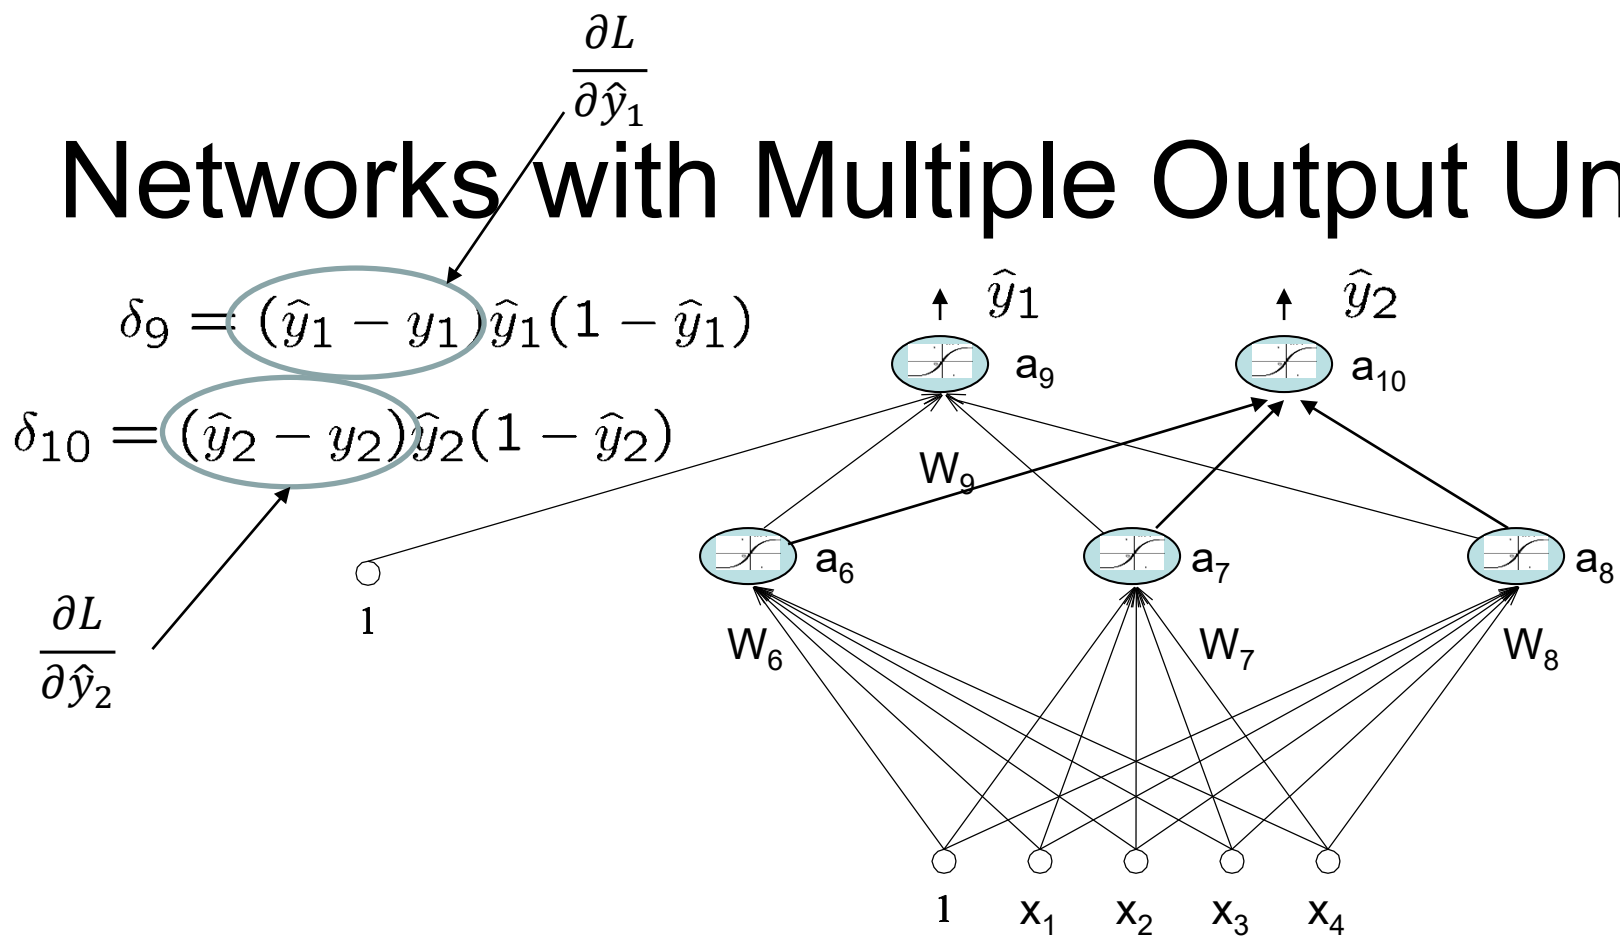 ∂L
∂ŷ₁
Networks with Multiple Output Un
δ₉ = (ŷ₁ − y₁)ŷ₁(1 − ŷ₁)
δ₁₀ = (ŷ₂ − y₂)ŷ₂(1 − ŷ₂)
∂L
∂ŷ₂
ŷ₁ ŷ₂
a₉ a₁₀
W₉
a₆ a₇ a₈
1
W₆ W₇ W₈
1 x₁ x₂ x₃ x₄